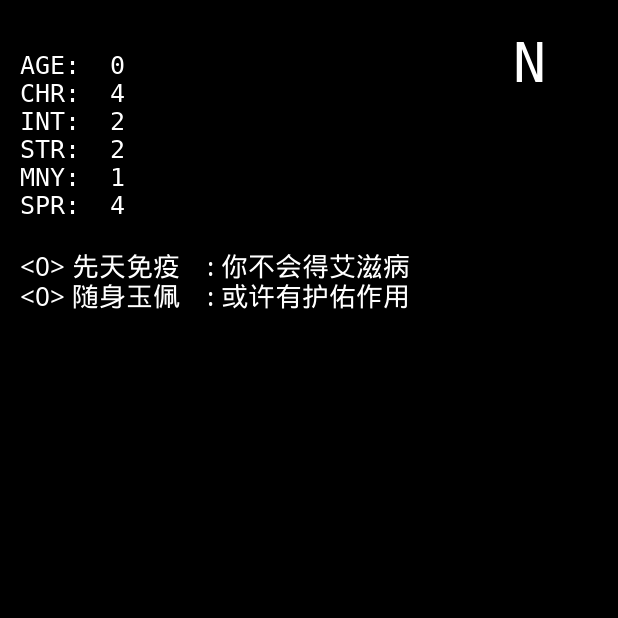 N
AGE: 0
CHR: 4
INT: 2
STR: 2
MNY: 1
SPR: 4
<O> 先天免疫 :你不会得艾滋病
<O> 随身玉佩 :或许有护佑作用